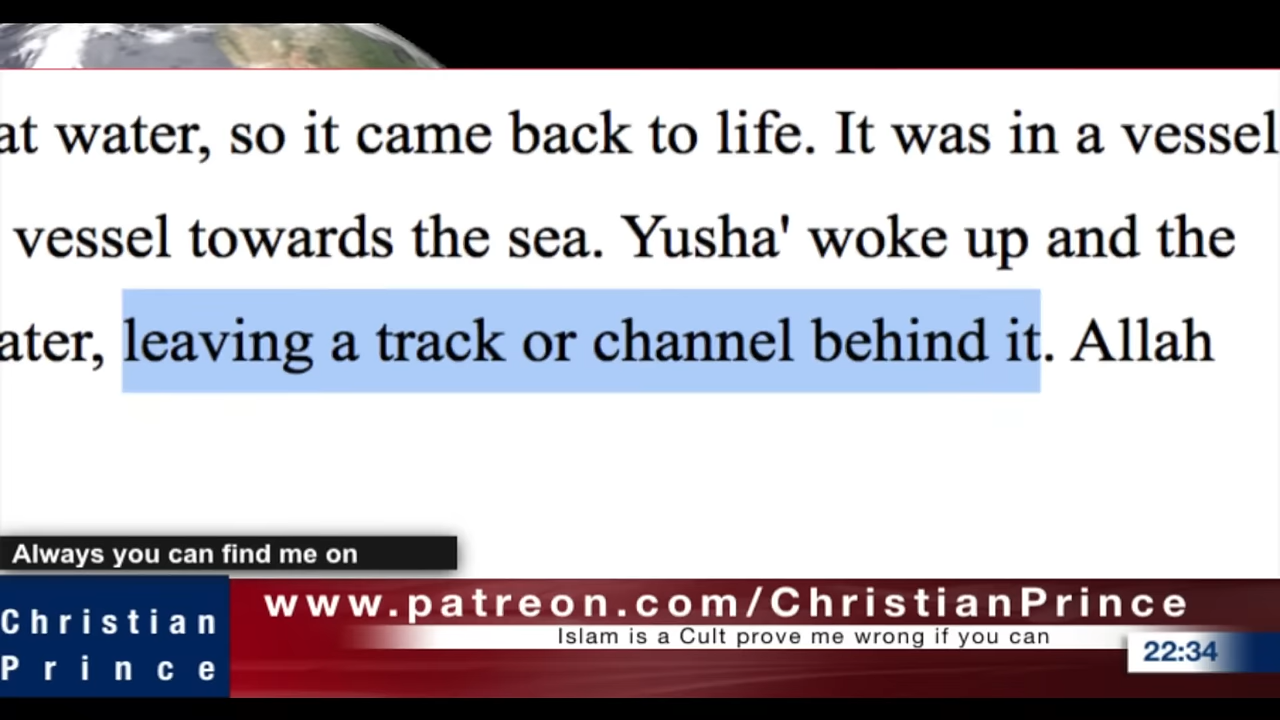 at water, so it came back to life. It was in a vessel
vessel towards the sea. Yusha' woke up and the
ater, leaving a track or channel behind it. Allah
Always you can find me on
Christian
Prince
www.patreon.com/ChristianPrince
Islam is a Cult prove me wrong if you can
22:34